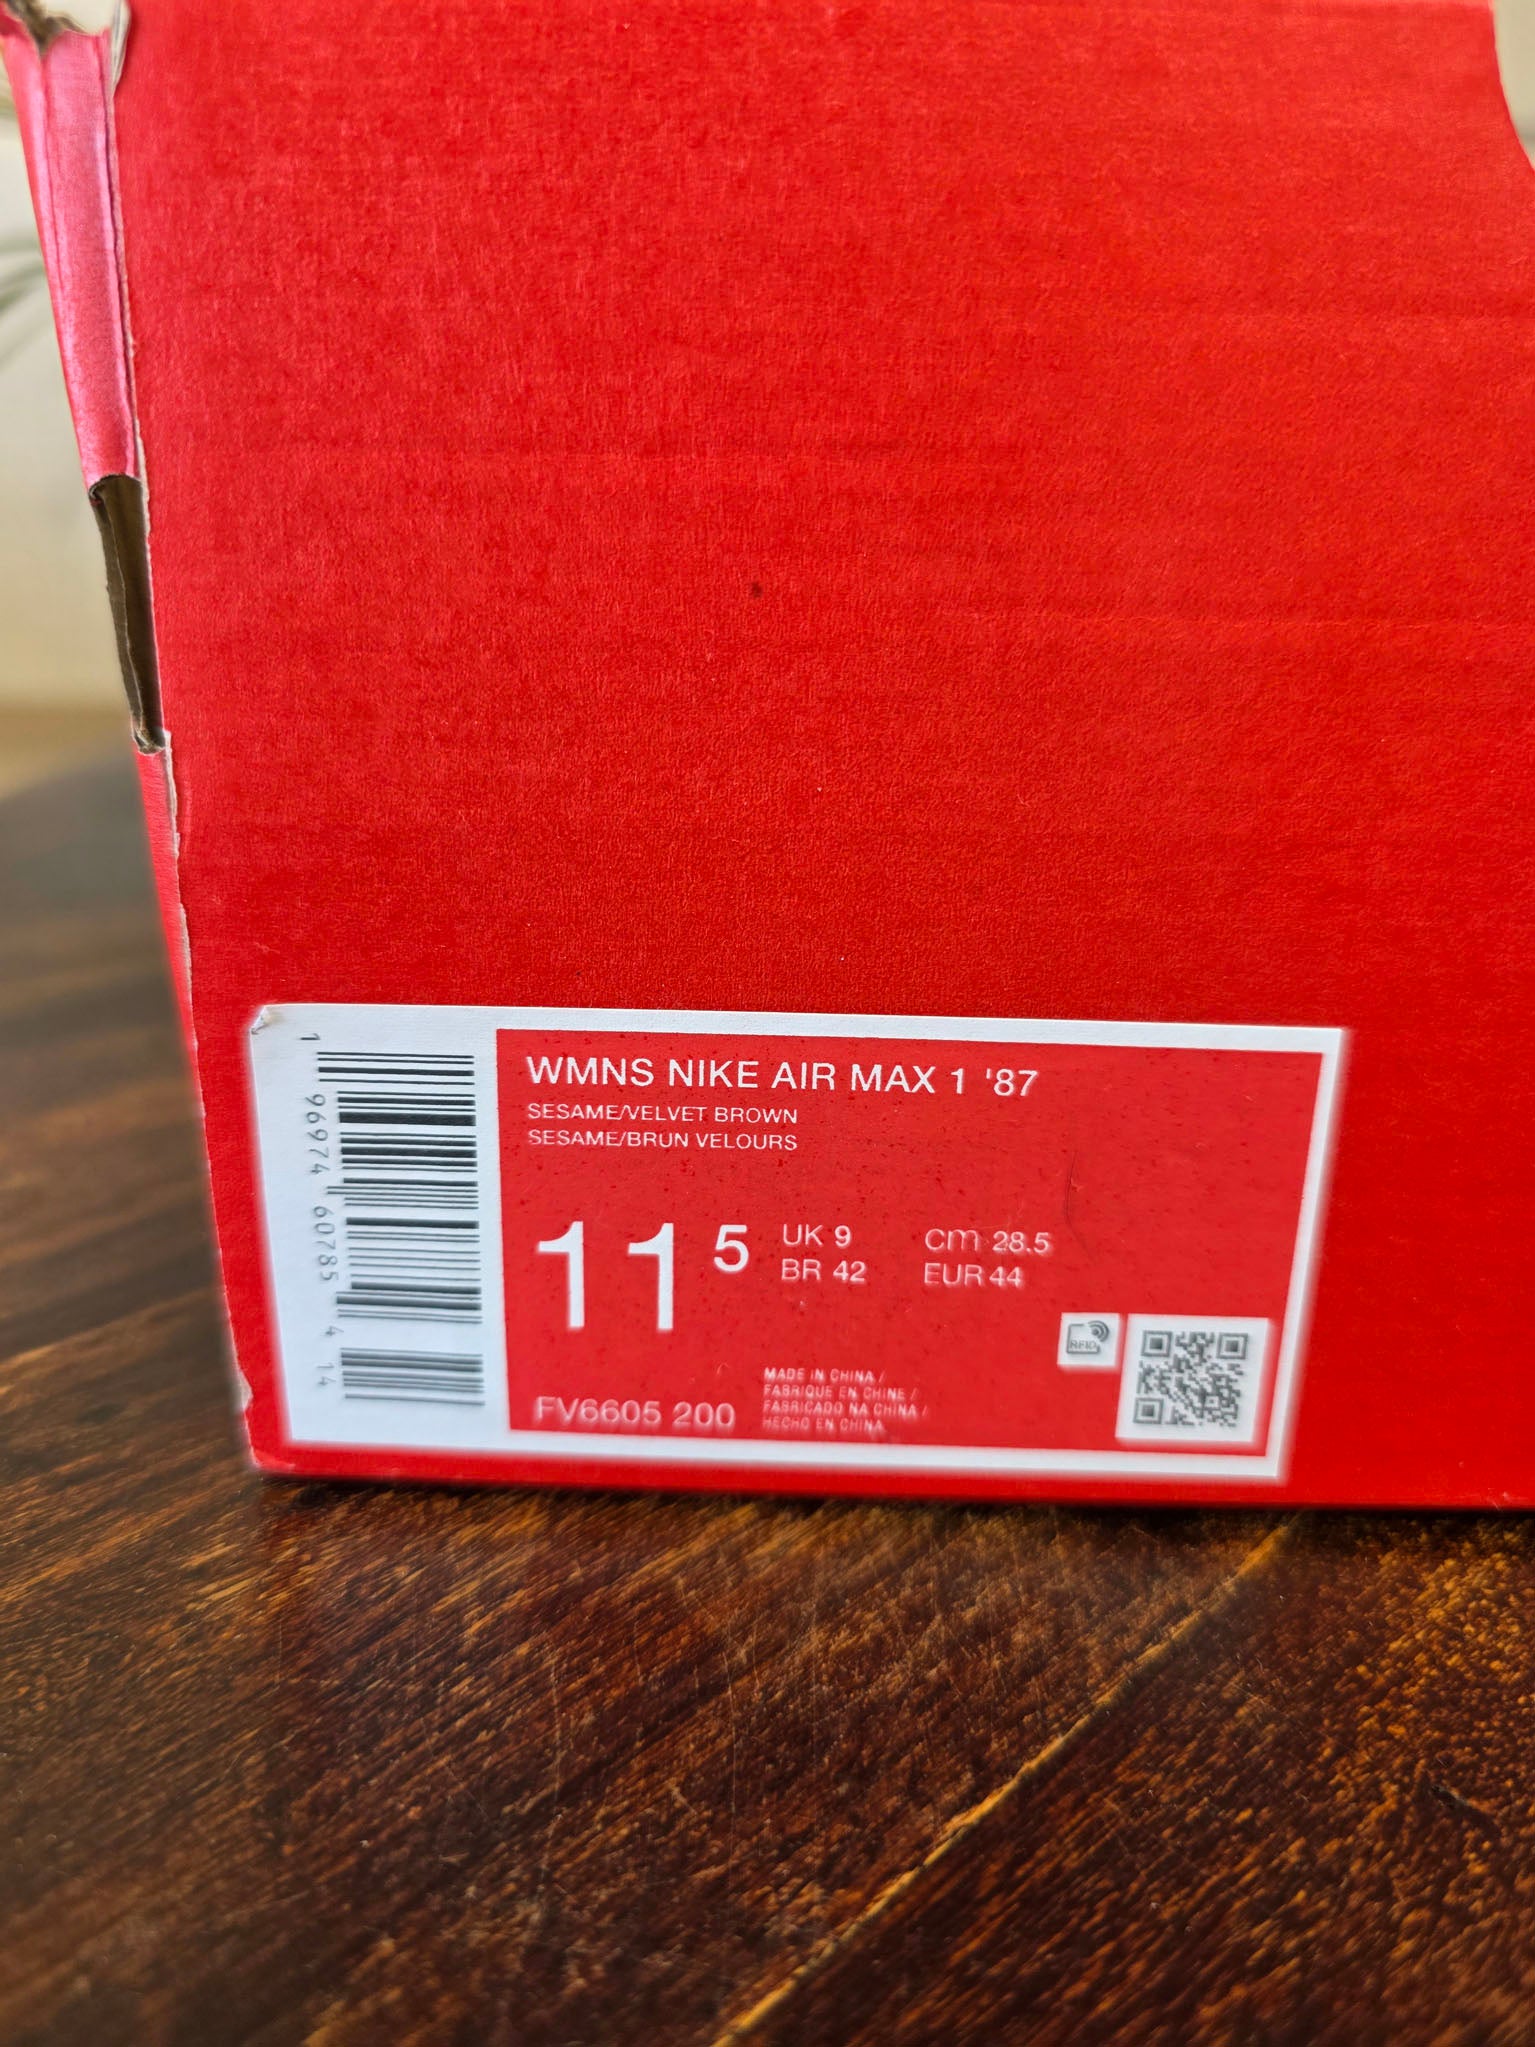 WMNS NIKE AIR MAX 1 '87
SESAME/VELVET BROWN
SESAME/BRUN VELOURS
11 5
UK 9
BR 42
cm 28.5
EUR 44
FV6605 200
MADE IN CHINA /
FABRIQUE EN CHINE /
FABRICADO NA CHINA /
HECHO EN CHINA
RFID
1 96974 60785 4 14